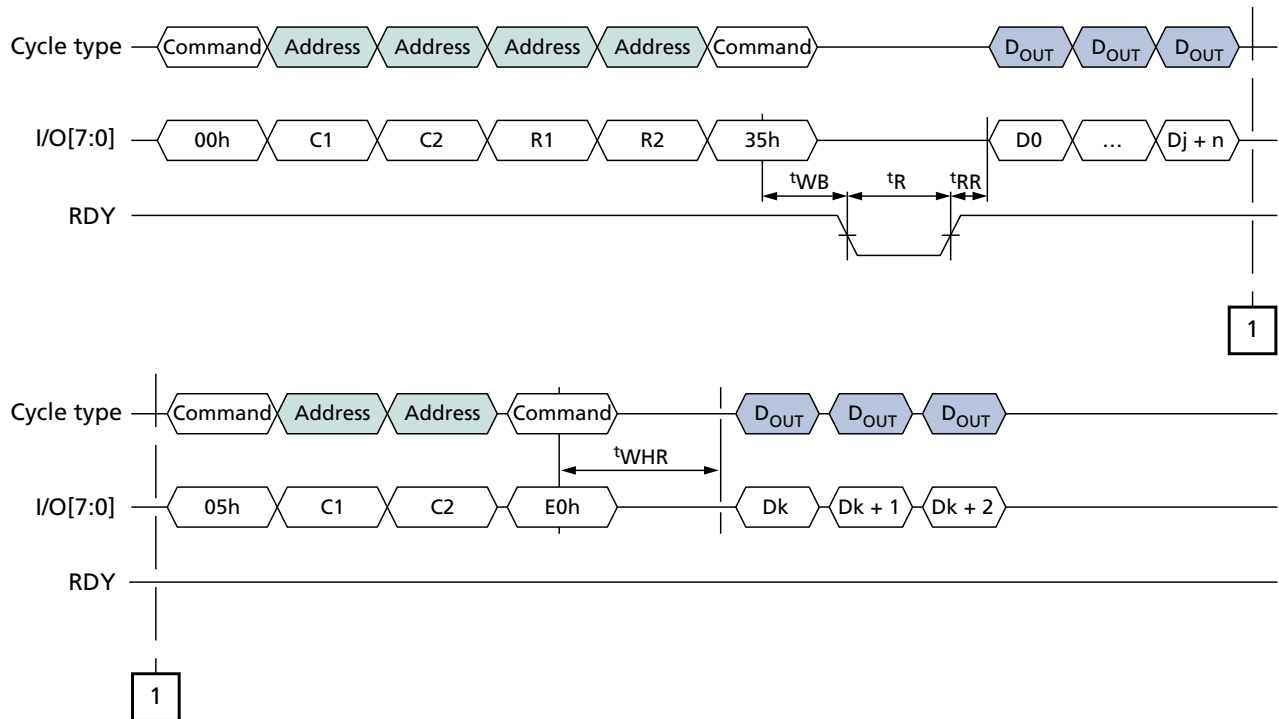 Cycle type Command Address Address Address Address Command DOUT DOUT DOUT
I/O[7:0] 00h C1 C2 R1 R2 35h D0 … Dj + n
tWB tR tRR
RDY
1
Cycle type Command Address Address Command DOUT DOUT DOUT
tWHR
I/O[7:0] 05h C1 C2 E0h Dk Dk + 1 Dk + 2
RDY
1